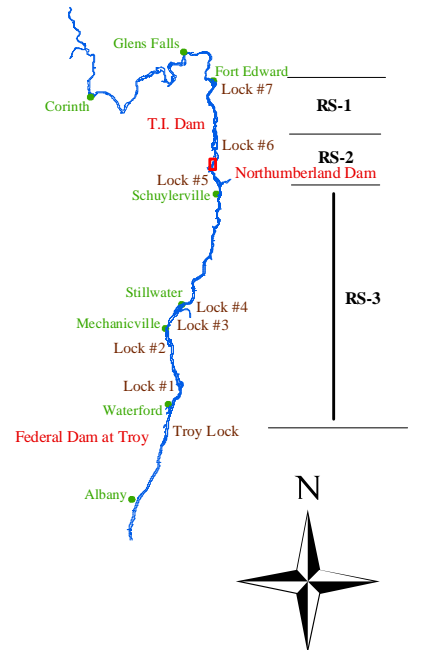 Glens Falls
Fort Edward
Lock #7
Corinth
RS-1
T.I. Dam
Lock #6
RS-2
Northumberland Dam
Lock #5
Schuylerville
Stillwater
RS-3
Lock #4
Mechanicville
Lock #3
Lock #2
Lock #1
Waterford
Troy Lock
Federal Dam at Troy
Albany
N